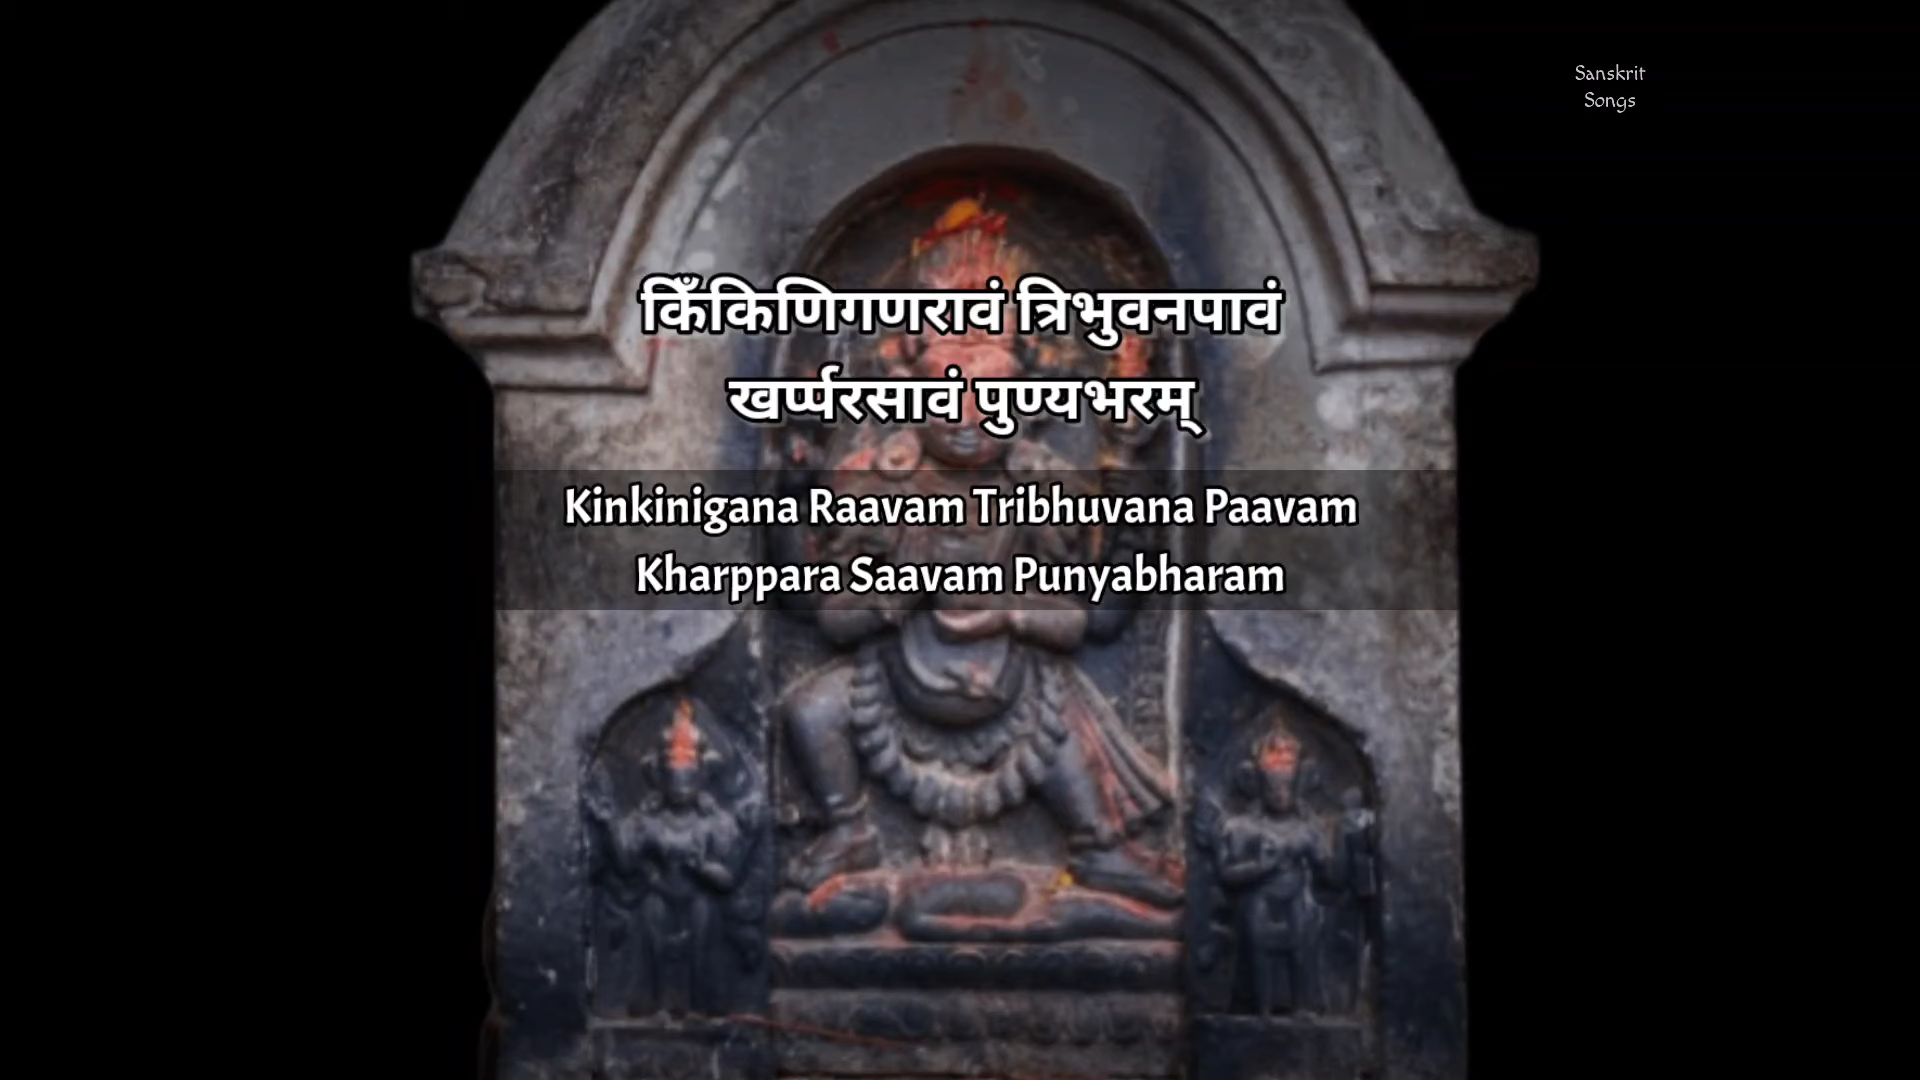 Sanskrit
Songs
किँकिणिगणरावं त्रिभुवनपावं
खर्प्परसावं पुण्यभरम्
Kinkinigana Raavam Tribhuvana Paavam
Kharppara Saavam Punyabharam